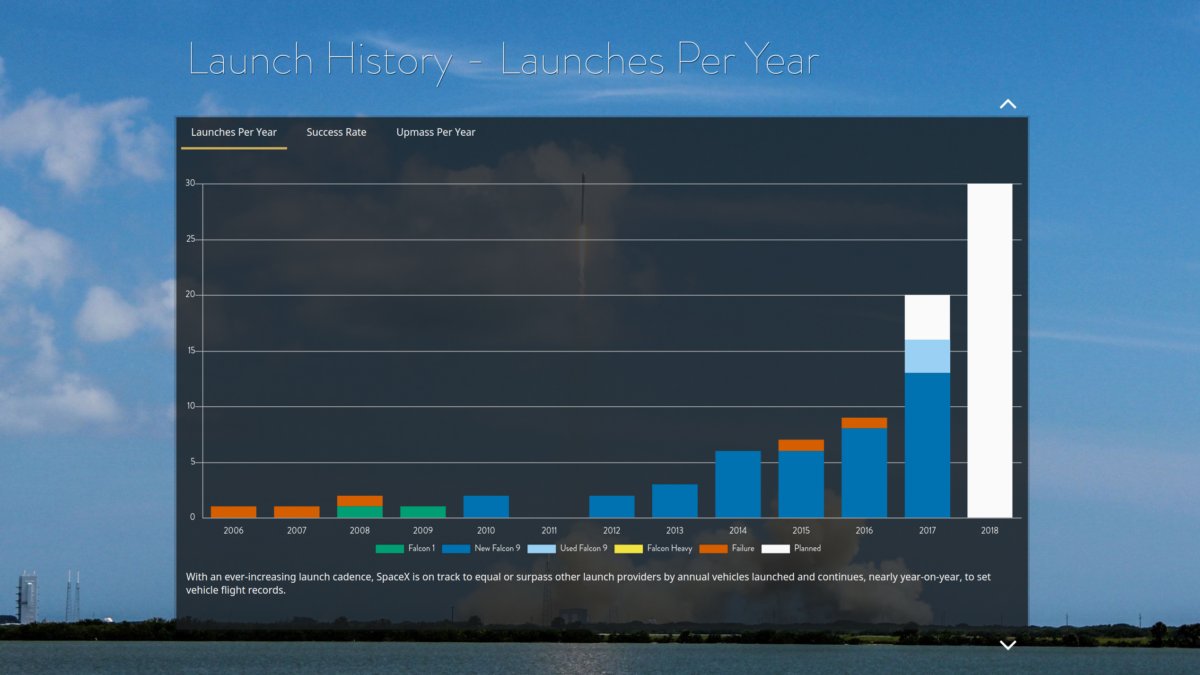 Launch History - Launches Per Year
Launches Per Year Success Rate Upmass Per Year
30
25
20
15
10
5
0
2006 2007 2008 2009 2010 2011 2012 2013 2014 2015 2016 2017 2018
Falcon 1 New Falcon 9 Used Falcon 9 Falcon Heavy Failure Planned
With an ever-increasing launch cadence, SpaceX is on track to equal or surpass other launch providers by annual vehicles launched and continues, nearly year-on-year, to set
vehicle flight records.